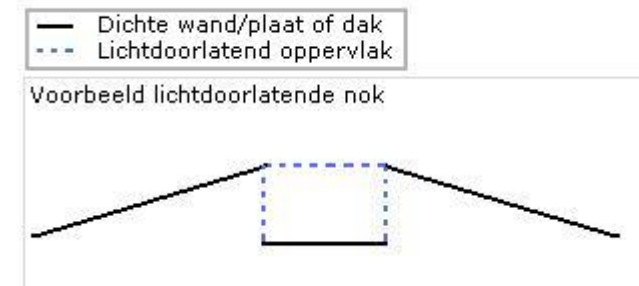 Dichte wand/plaat of dak
Lichtdoorlatend oppervlak
Voorbeeld lichtdoorlatende nok